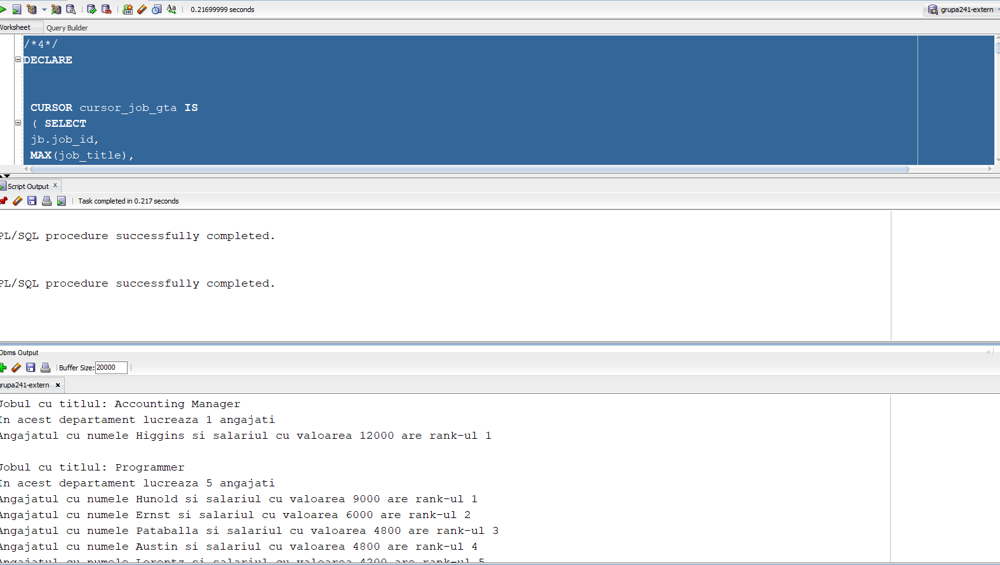 0.21699999 seconds
grupa241-extern
Worksheet Query Builder
/*4*/
DECLARE
CURSOR cursor_job_gta IS
( SELECT
jb.job_id,
MAX(job_title),
Script Output x
Task completed in 0.217 seconds
PL/SQL procedure successfully completed.
PL/SQL procedure successfully completed.
Dbms Output
Buffer Size: 20000
grupa241-extern x
Jobul cu titlul: Accounting Manager
In acest departament lucreaza 1 angajati
Angajatul cu numele Higgins si salariul cu valoarea 12000 are rank-ul 1
Jobul cu titlul: Programmer
In acest departament lucreaza 5 angajati
Angajatul cu numele Hunold si salariul cu valoarea 9000 are rank-ul 1
Angajatul cu numele Ernst si salariul cu valoarea 6000 are rank-ul 2
Angajatul cu numele Pataballa si salariul cu valoarea 4800 are rank-ul 3
Angajatul cu numele Austin si salariul cu valoarea 4800 are rank-ul 4
Angajatul cu numele Lorentz si salariul cu valoarea 4200 are rank-ul 5